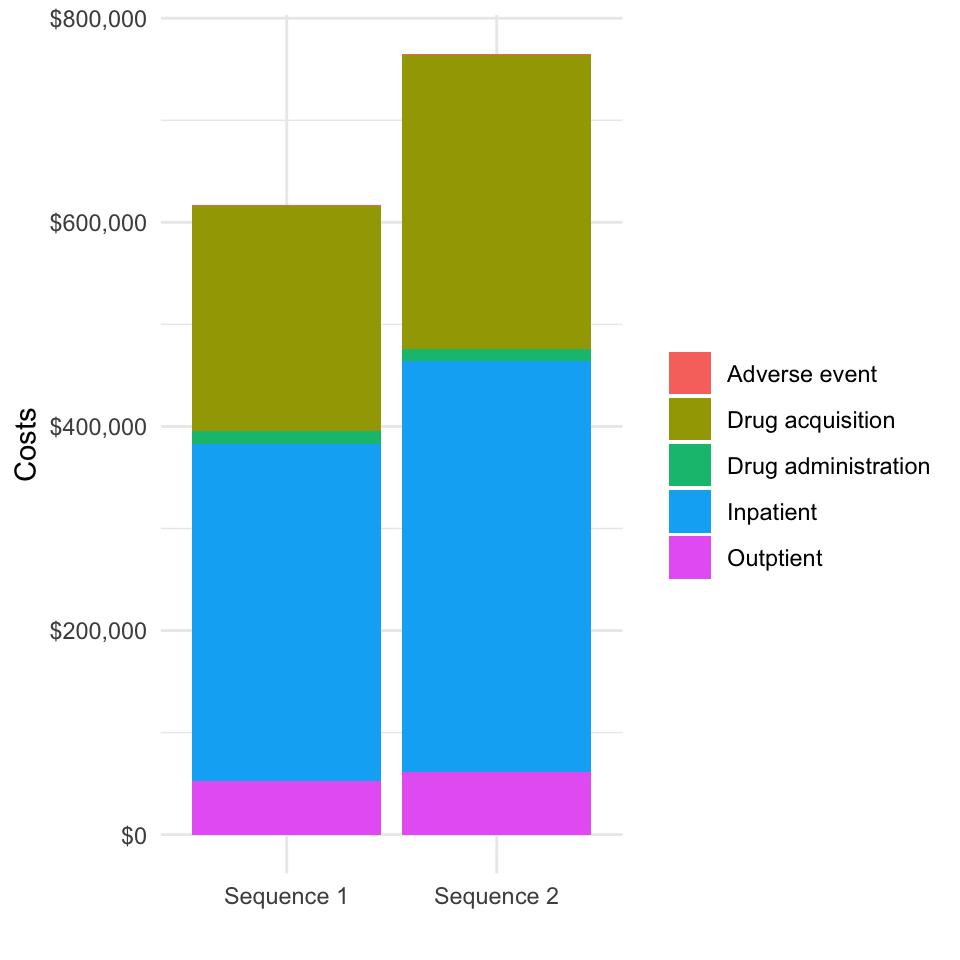 $800,000
$600,000
$400,000
$200,000
$0
Costs
Sequence 1
Sequence 2
Adverse event
Drug acquisition
Drug administration
Inpatient
Outptient